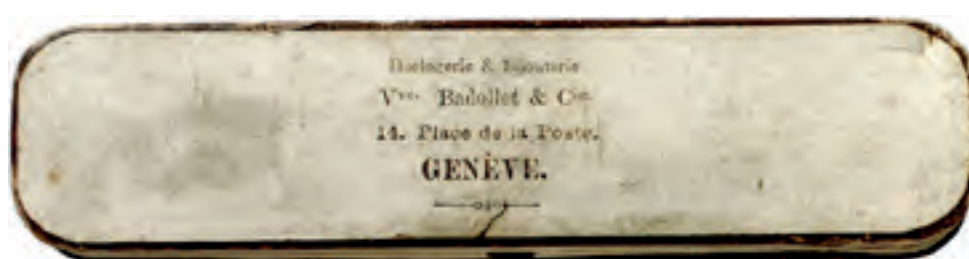 Horlogerie & Bijouterie
Vve. Badollet & Cie.
14. Place de la Poste.
GENÈVE.